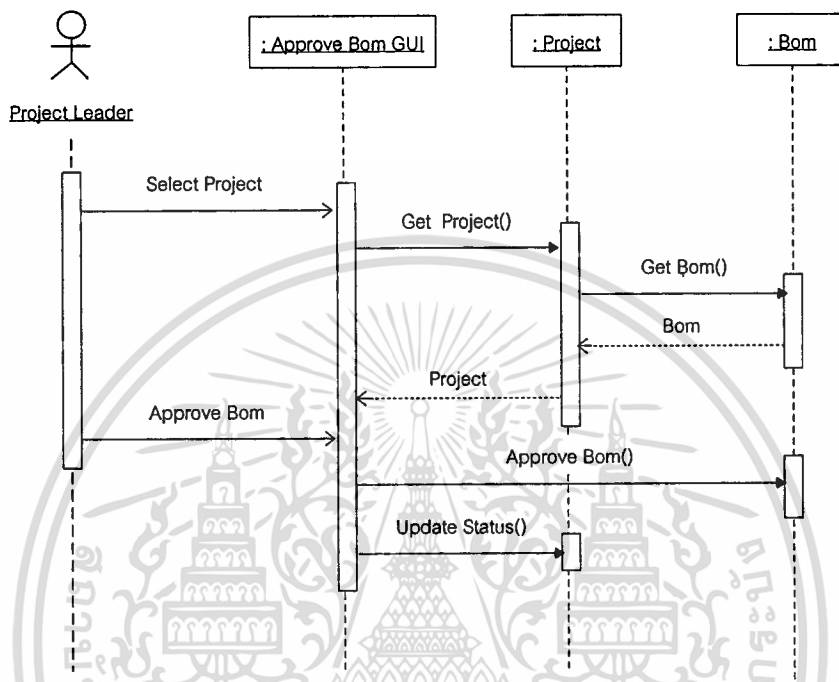 : Approve Bom GUI
: Project
: Bom
Project Leader
Select Project
Get Project()
Get Bom()
Bom
Project
Approve Bom
Approve Bom()
Update Status()